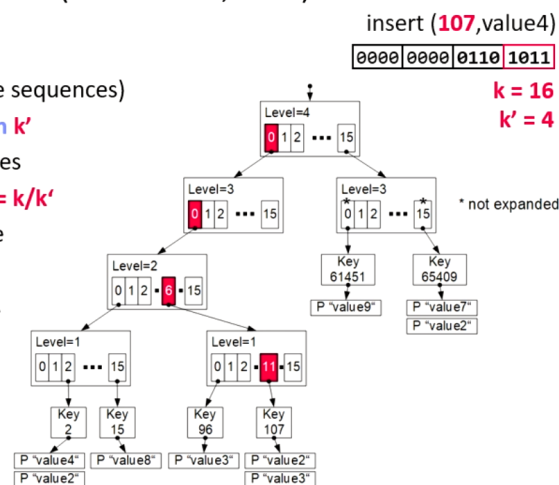 insert (107,value4)
0000 0000 0110 1011
e sequences)
k = 16
n k’
k’ = 4
es
= k/k‘
e
Level=4
0 1 2 ▪▪▪ 15
Level=3
0 1 2 ▪▪▪ 15
Level=3
* *
0 1 2 ▪▪▪ 15
* not expanded
Level=2
0 1 2 ▪ 6 ▪ 15
Key
61451
Key
65409
P “value9“
P “value7“
P “value2“
Level=1
0 1 2 ▪▪▪ 15
Level=1
0 1 2 ▪ 11 ▪ 15
Key
2
Key
15
Key
96
Key
107
P “value4“
P “value2“
P “value8“
P “value3“
P “value2“
P “value3“